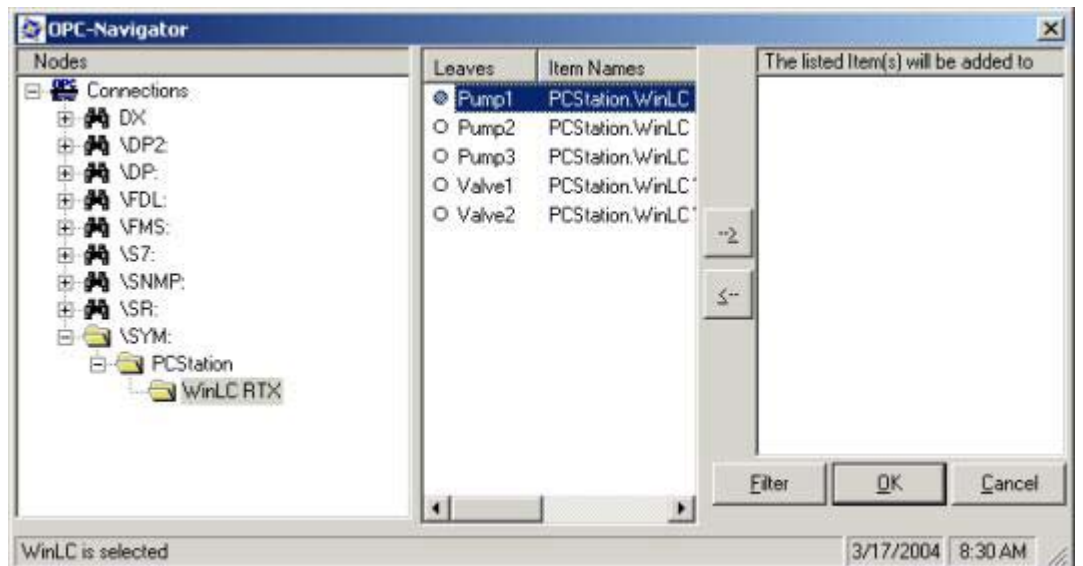 OPC-Navigator
Nodes
Connections
DX
\DP2:
\DP:
\FDL:
\FMS:
\S7:
\SNMP:
\SR:
\SYM:
PCStation
WinLC RTX
Leaves Item Names
Pump1 PCStation.WinLC
Pump2 PCStation.WinLC
Pump3 PCStation.WinLC
Valve1 PCStation.WinLC
Valve2 PCStation.WinLC
-->
<--
The listed Item(s) will be added to
Filter OK Cancel
WinLC is selected 3/17/2004 8:30 AM